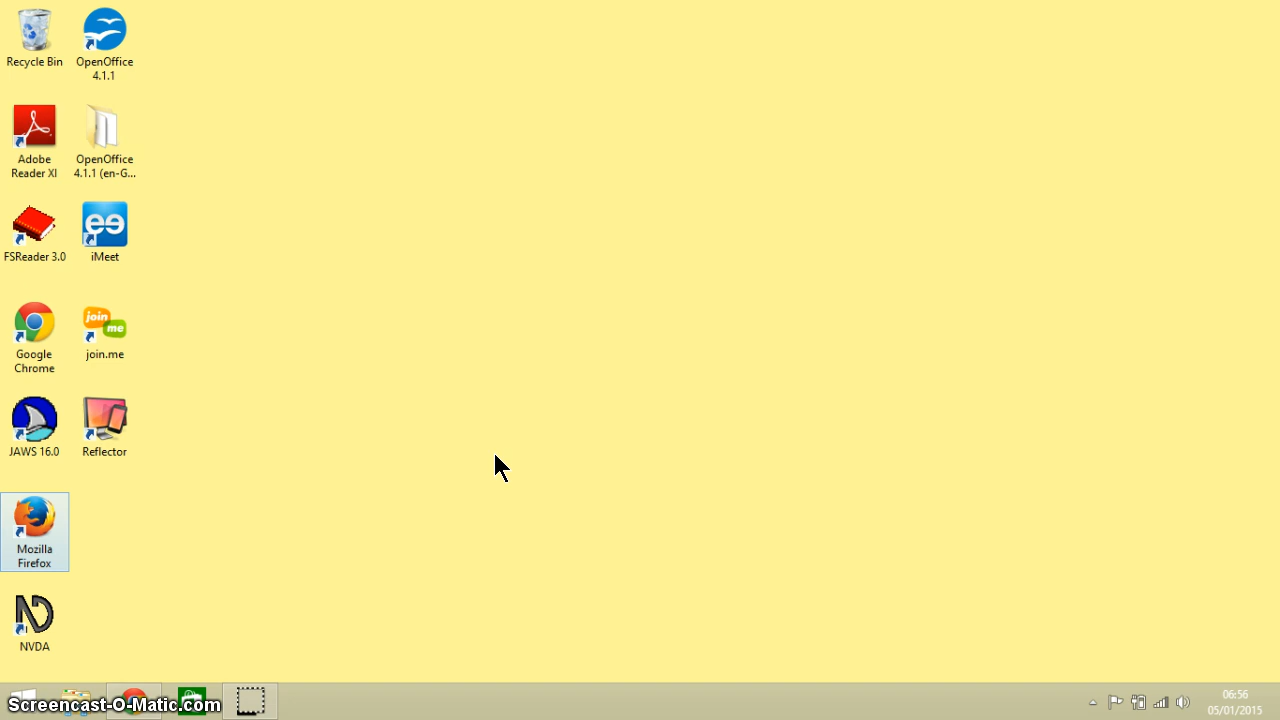 Recycle Bin
OpenOffice
4.1.1
Adobe
Reader XI
OpenOffice
4.1.1 (en-G...
FSReader 3.0
iMeet
Google
Chrome
join
me
join.me
JAWS 16.0
Reflector
Mozilla
Firefox
NVDA
Screencast-O-Matic.com
06:56
05/01/2015